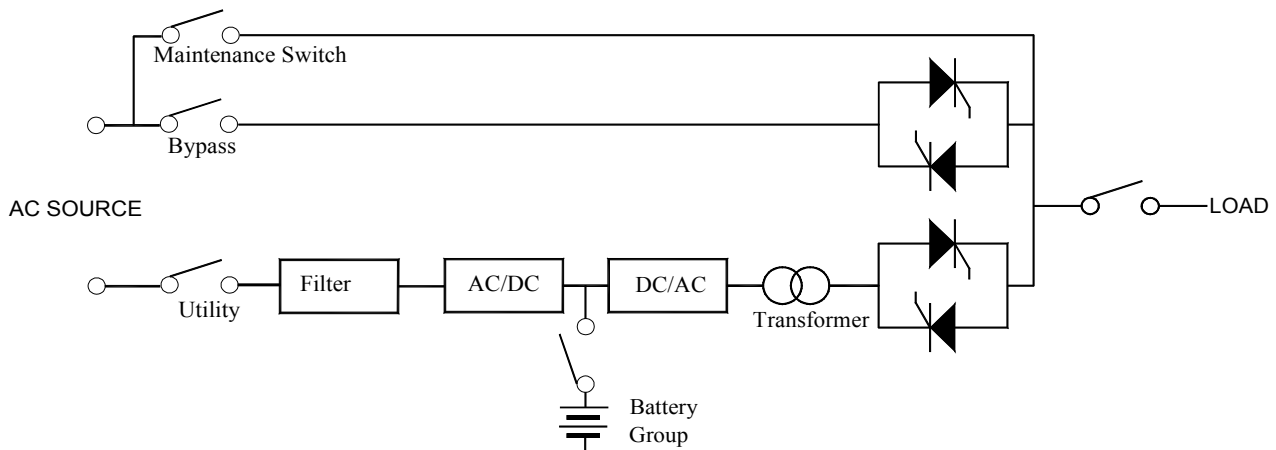 Maintenance Switch
Bypass
AC SOURCE
LOAD
Filter
AC/DC
DC/AC
Utility
Transformer
Battery
Group